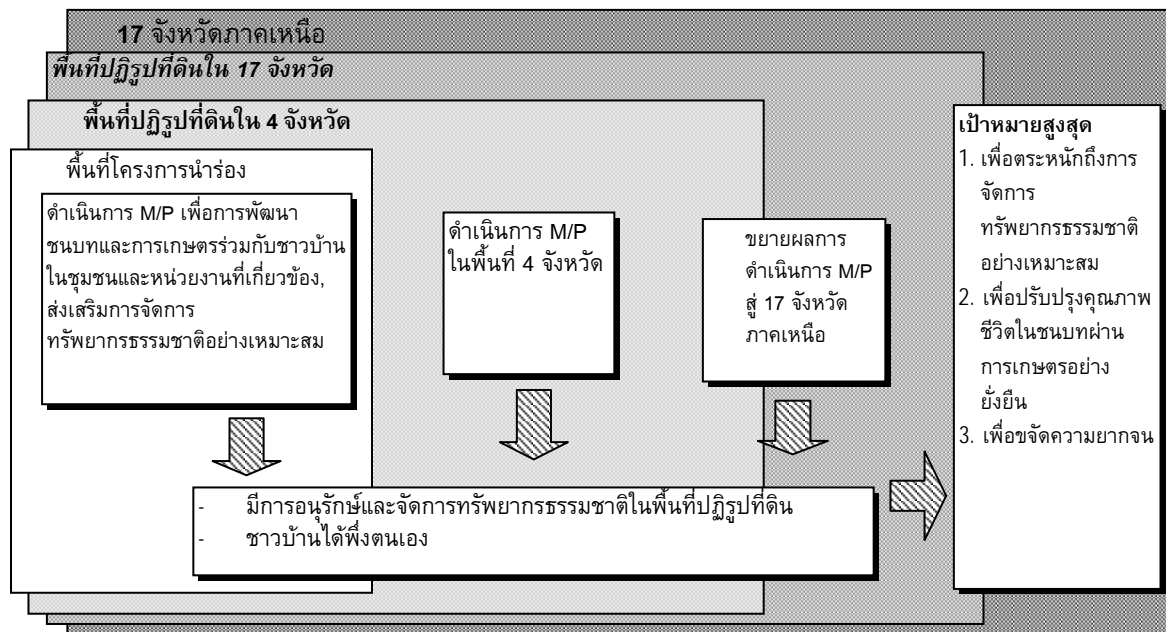 17 จังหวัดภาคเหนือ
พื้นที่ปฏิรูปที่ดินใน 17 จังหวัด
พื้นที่ปฏิรูปที่ดินใน 4 จังหวัด
พื้นที่โครงการนำร่อง
ดำเนินการ M/P เพื่อการพัฒนา
ชนบทและการเกษตรร่วมกับชาวบ้าน
ในชุมชนและหน่วยงานที่เกี่ยวข้อง,
ส่งเสริมการจัดการ
ทรัพยากรธรรมชาติอย่างเหมาะสม
ดำเนินการ M/P
ในพื้นที่ 4 จังหวัด
ขยายผลการ
ดำเนินการ M/P
สู่ 17 จังหวัด
ภาคเหนือ
- มีการอนุรักษ์และจัดการทรัพยากรธรรมชาติในพื้นที่ปฏิรูปที่ดิน
- ชาวบ้านได้พึ่งตนเอง
เป้าหมายสูงสุด
1. เพื่อตระหนักถึงการ
จัดการ
ทรัพยากรธรรมชาติ
อย่างเหมาะสม
2. เพื่อปรับปรุงคุณภาพ
ชีวิตในชนบทผ่าน
การเกษตรอย่าง
ยั่งยืน
3. เพื่อขจัดความยากจน